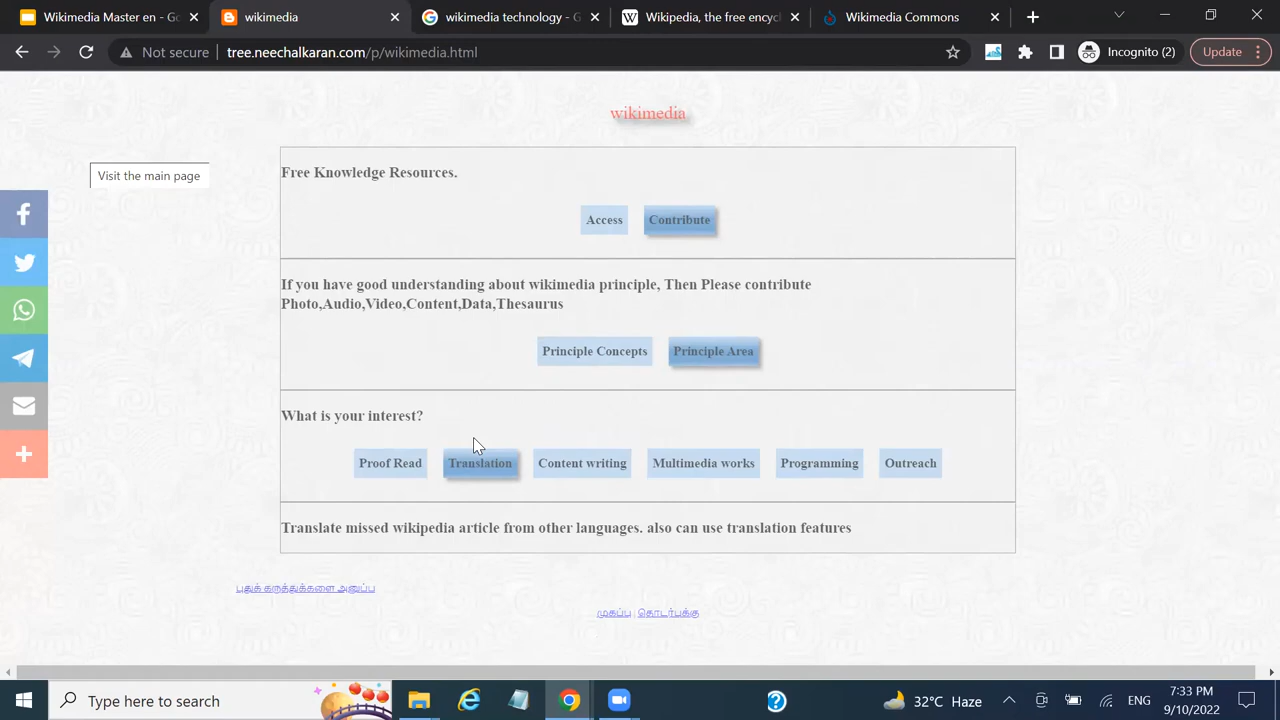 Wikimedia Master en - Go
wikimedia
wikimedia technology - G
Wikipedia, the free encyc
Wikimedia Commons
Not secure
tree.neechalkaran.com/p/wikimedia.html
Incognito (2)
Update
wikimedia
Visit the main page
Free Knowledge Resources.
Access
Contribute
If you have good understanding about wikimedia principle, Then Please contribute
Photo,Audio,Video,Content,Data,Thesaurus
Principle Concepts
Principle Area
What is your interest?
Proof Read
Translation
Content writing
Multimedia works
Programming
Outreach
Translate missed wikipedia article from other languages. also can use translation features
புதுக் கருத்துக்களை அனுப்ப
முகப்பு | தொடர்புக்கு
Type here to search
32°C Haze
ENG
7:33 PM
9/10/2022